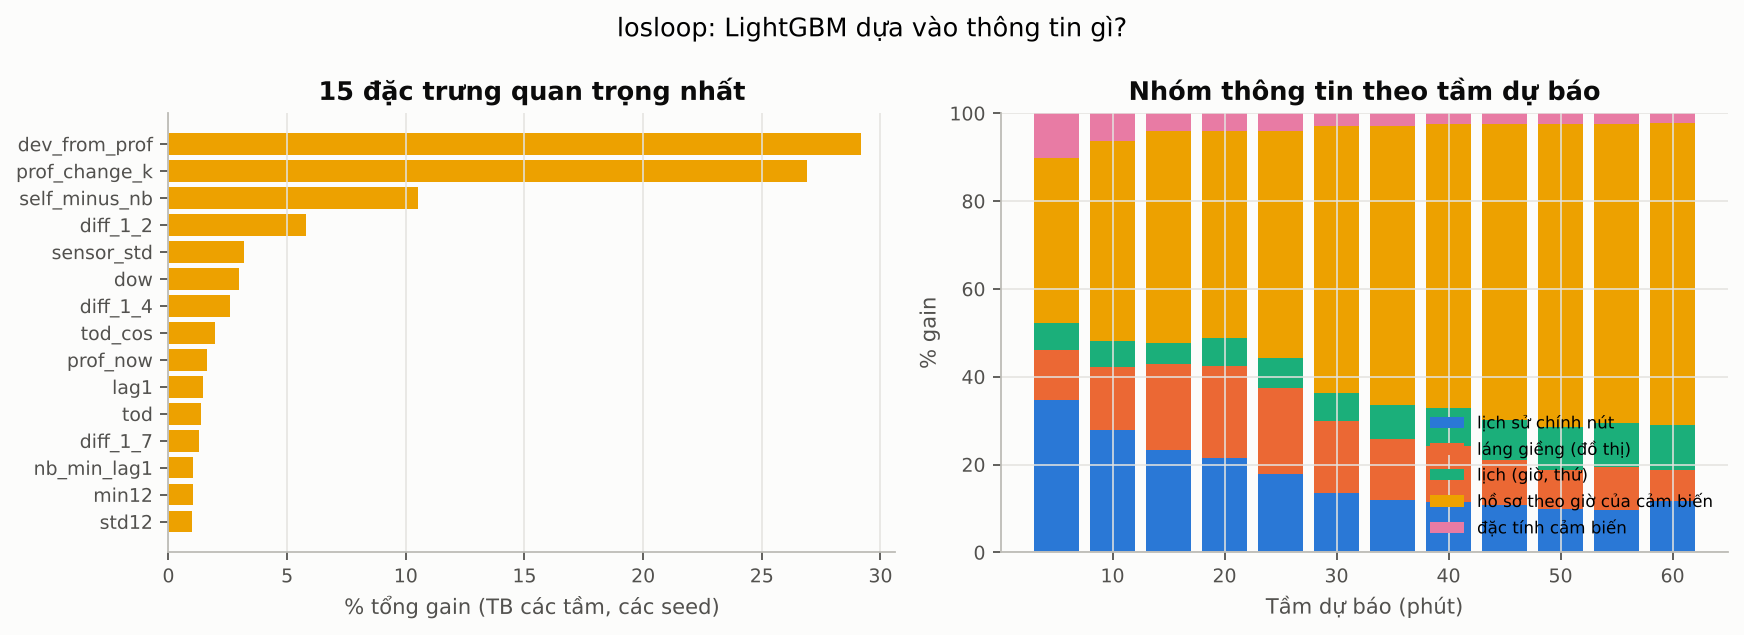 losloop: LightGBM dựa vào thông tin gì?
15 đặc trưng quan trọng nhất
dev_from_prof
prof_change_k
self_minus_nb
diff_1_2
sensor_std
dow
diff_1_4
tod_cos
prof_now
lag1
tod
diff_1_7
nb_min_lag1
min12
std12
0 5 10 15 20 25 30
% tổng gain (TB các tầm, các seed)
Nhóm thông tin theo tầm dự báo
% gain
100
80
60
40
20
0
lịch sử chính nút
láng giềng (đồ thị)
lịch (giờ, thứ)
hồ sơ theo giờ của cảm biến
đặc tính cảm biến
10 20 30 40 50 60
Tầm dự báo (phút)